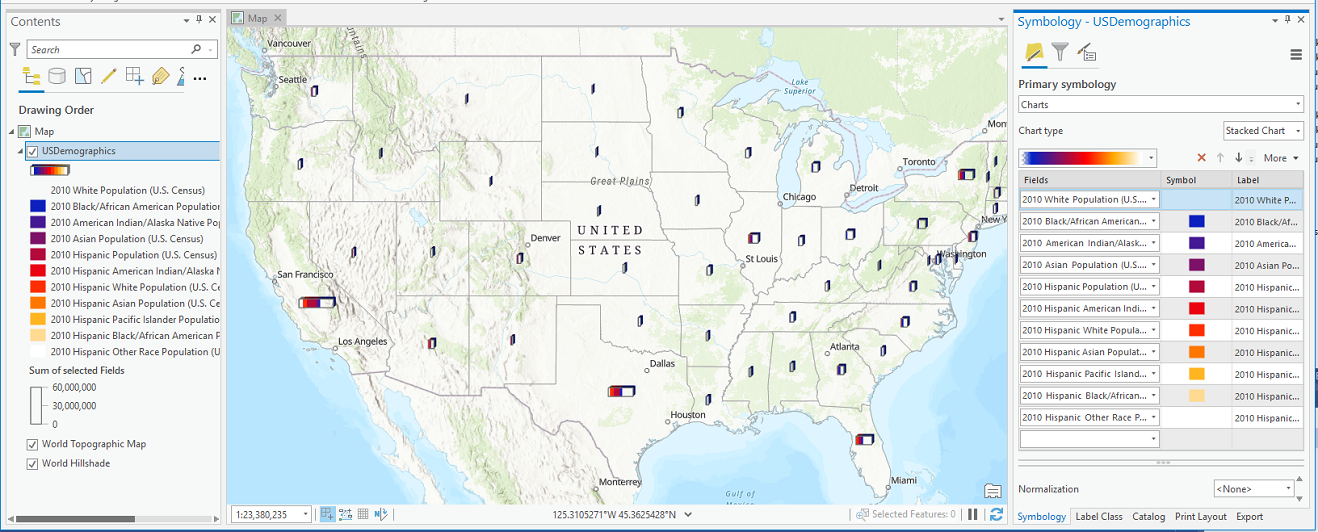 Contents
Search
Drawing Order
Map
USDemographics
2010 White Population (U.S. Census)
2010 Black/African American Population
2010 American Indian/Alaska Native Po
2010 Asian Population (U.S. Census)
2010 Hispanic Population (U.S. Census)
2010 Hispanic American Indian/Alaska N
2010 Hispanic White Population (U.S. Ce
2010 Hispanic Asian Population (U.S. Ce
2010 Hispanic Pacific Islander Populatio
2010 Hispanic Black/African American P
2010 Hispanic Other Race Population (U
Sum of selected Fields
60,000,000
30,000,000
0
World Topographic Map
World Hillshade
Map
Vancouver
Seattle
Mountains
Lake
Superior
Mon
Toronto
Great Plains
Chicago
Detroit
New Y
UNITED
STATES
Denver
St Louis
Washington
San Francisco
Los Angeles
Atlanta
Dallas
Houston
Monterrey
Miami
Gulf of
1:23,380,235
125.3105271°W 45.3625428°N
Selected Features: 0
Symbology - USDemographics
Primary symbology
Charts
Chart type
Stacked Chart
More
Fields Symbol Label
2010 White Population (U.S.... 2010 White P...
2010 Black/African American... 2010 Black/Af...
2010 American Indian/Alask... 2010 America...
2010 Asian Population (U.S.... 2010 Asian Po...
2010 Hispanic Population (U... 2010 Hispanic...
2010 Hispanic American Indi... 2010 Hispanic...
2010 Hispanic White Popula... 2010 Hispanic...
2010 Hispanic Asian Populat... 2010 Hispanic...
2010 Hispanic Pacific Island... 2010 Hispanic...
2010 Hispanic Black/African... 2010 Hispanic...
2010 Hispanic Other Race P... 2010 Hispanic...
Normalization
<None>
Symbology Label Class Catalog Print Layout Export